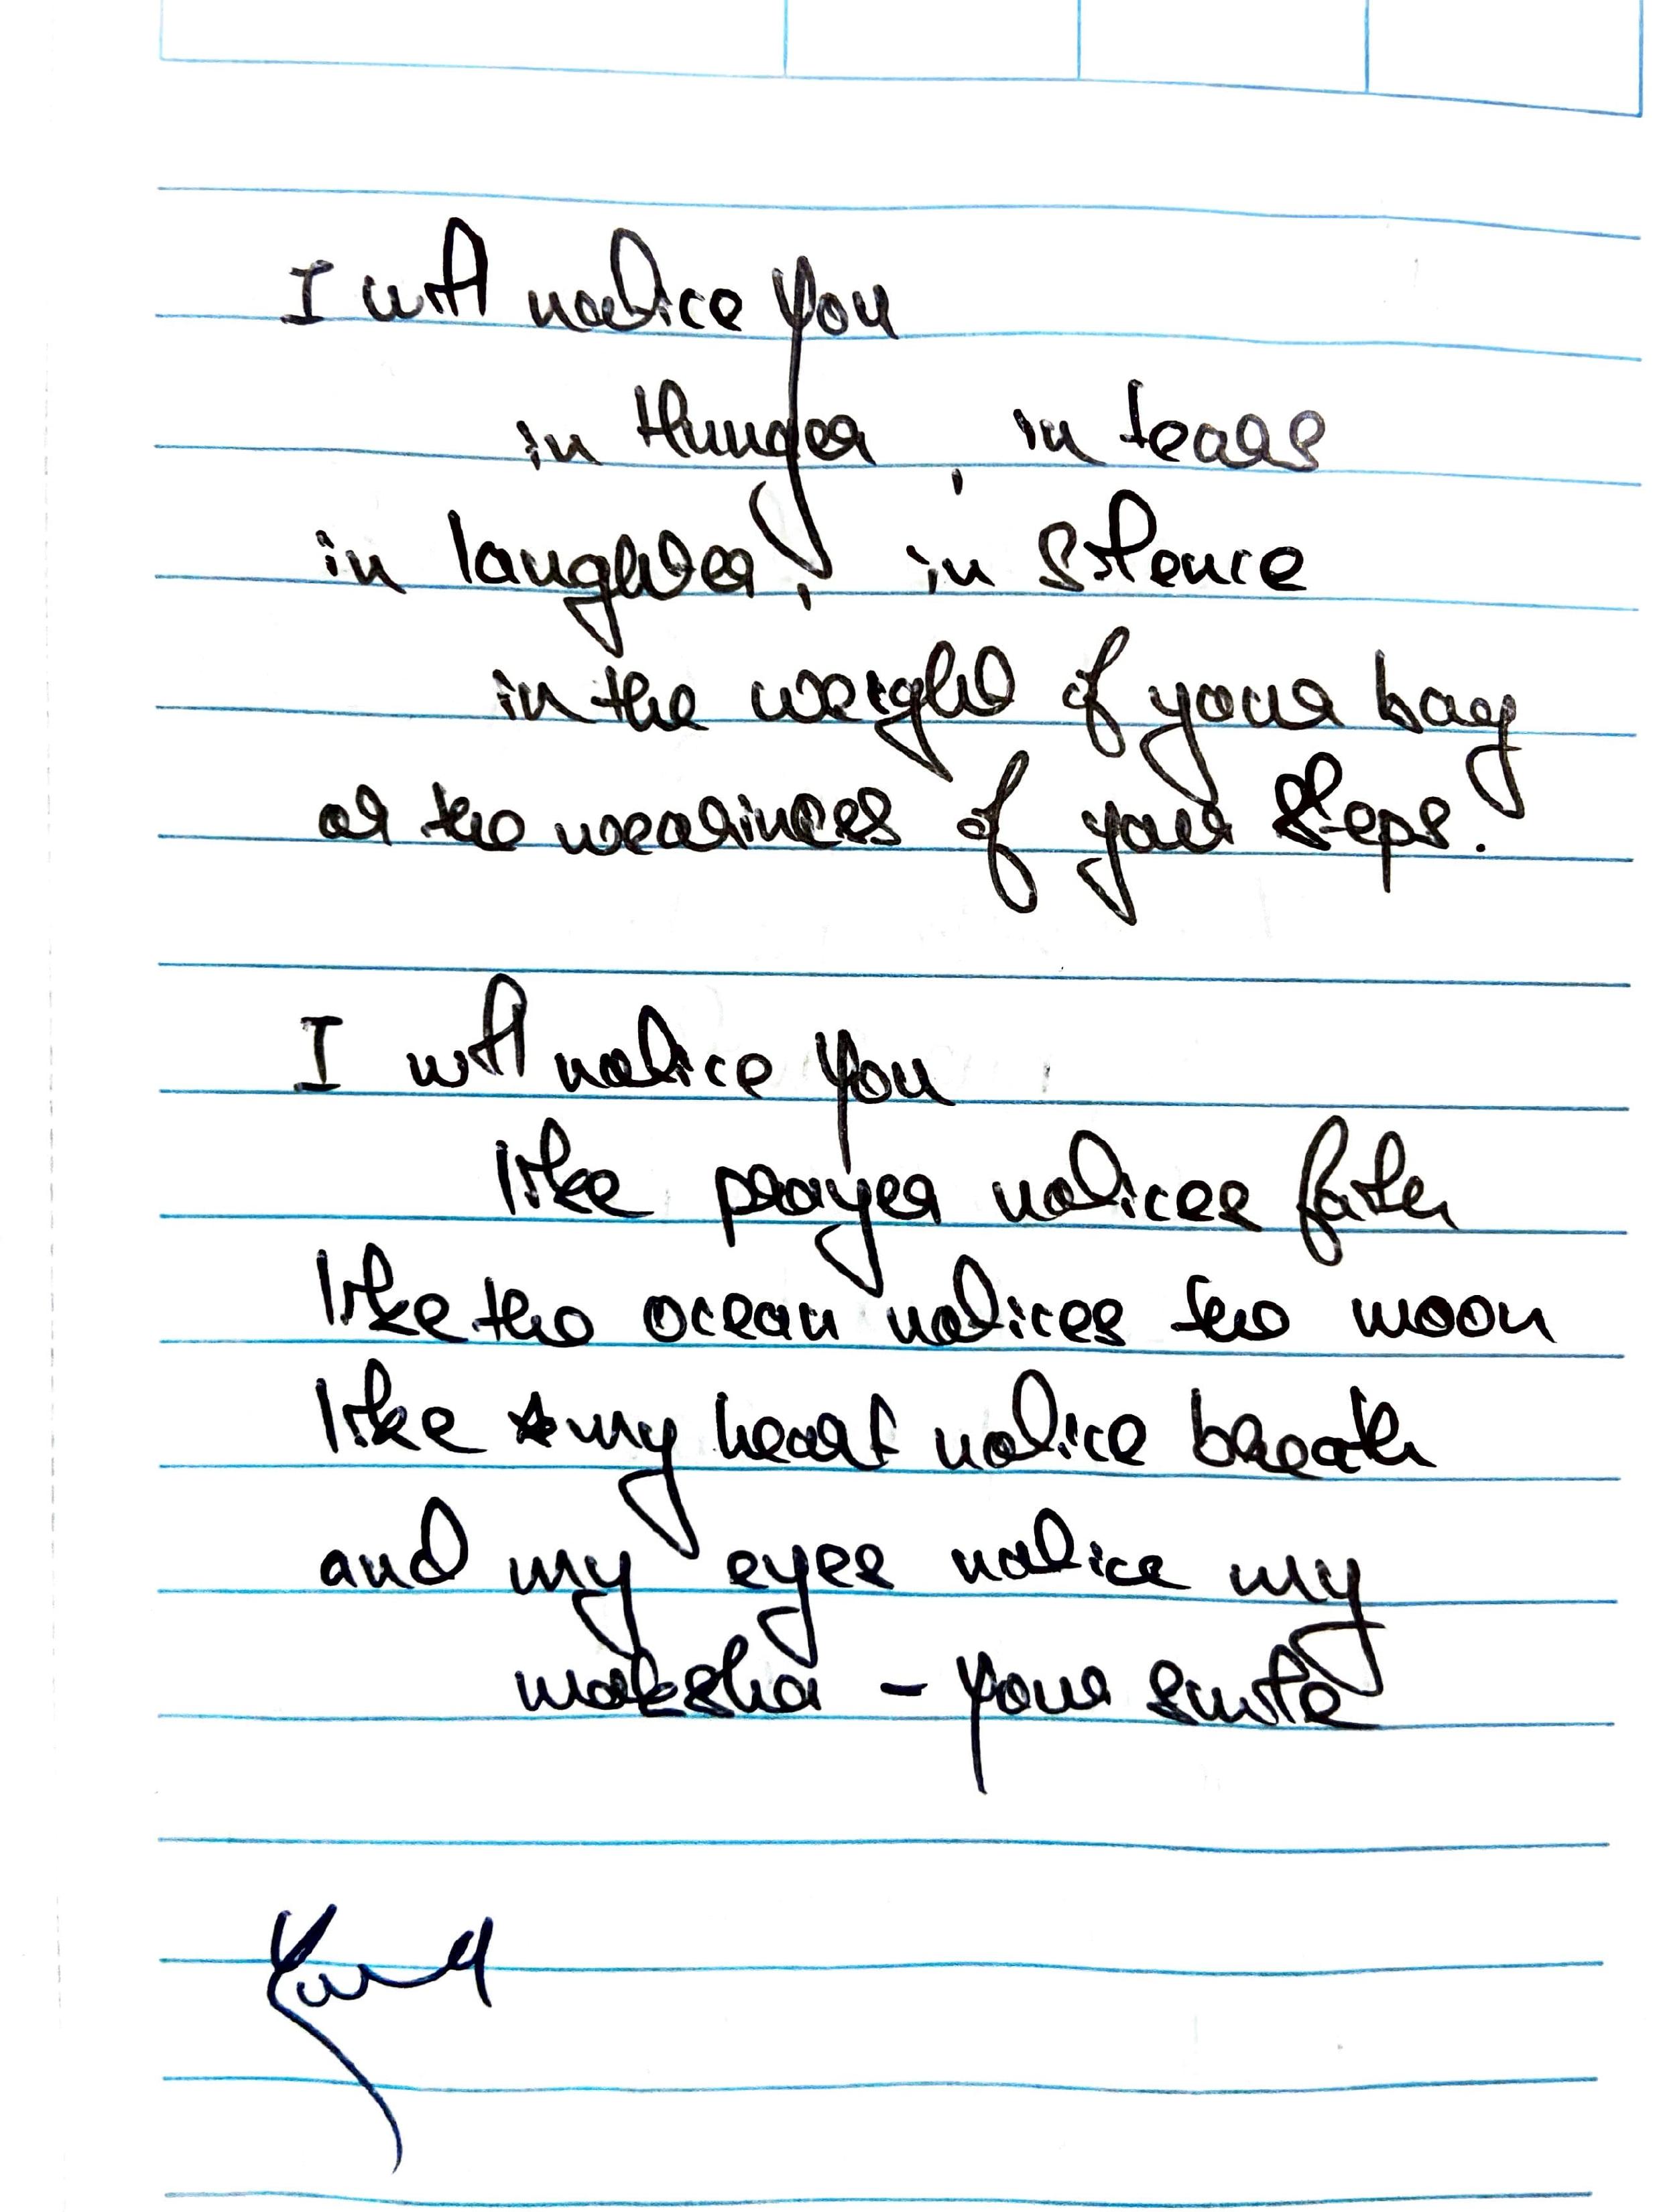 I will notice you
in Hunger, in tears
in laughter, in Silence
in the weight of your bag
or the weariness of your steps.
I will notice you
like prayer notices faith
like the ocean notices the moon
like my heart notice breath
and my eyes notice my
moksha - your smile